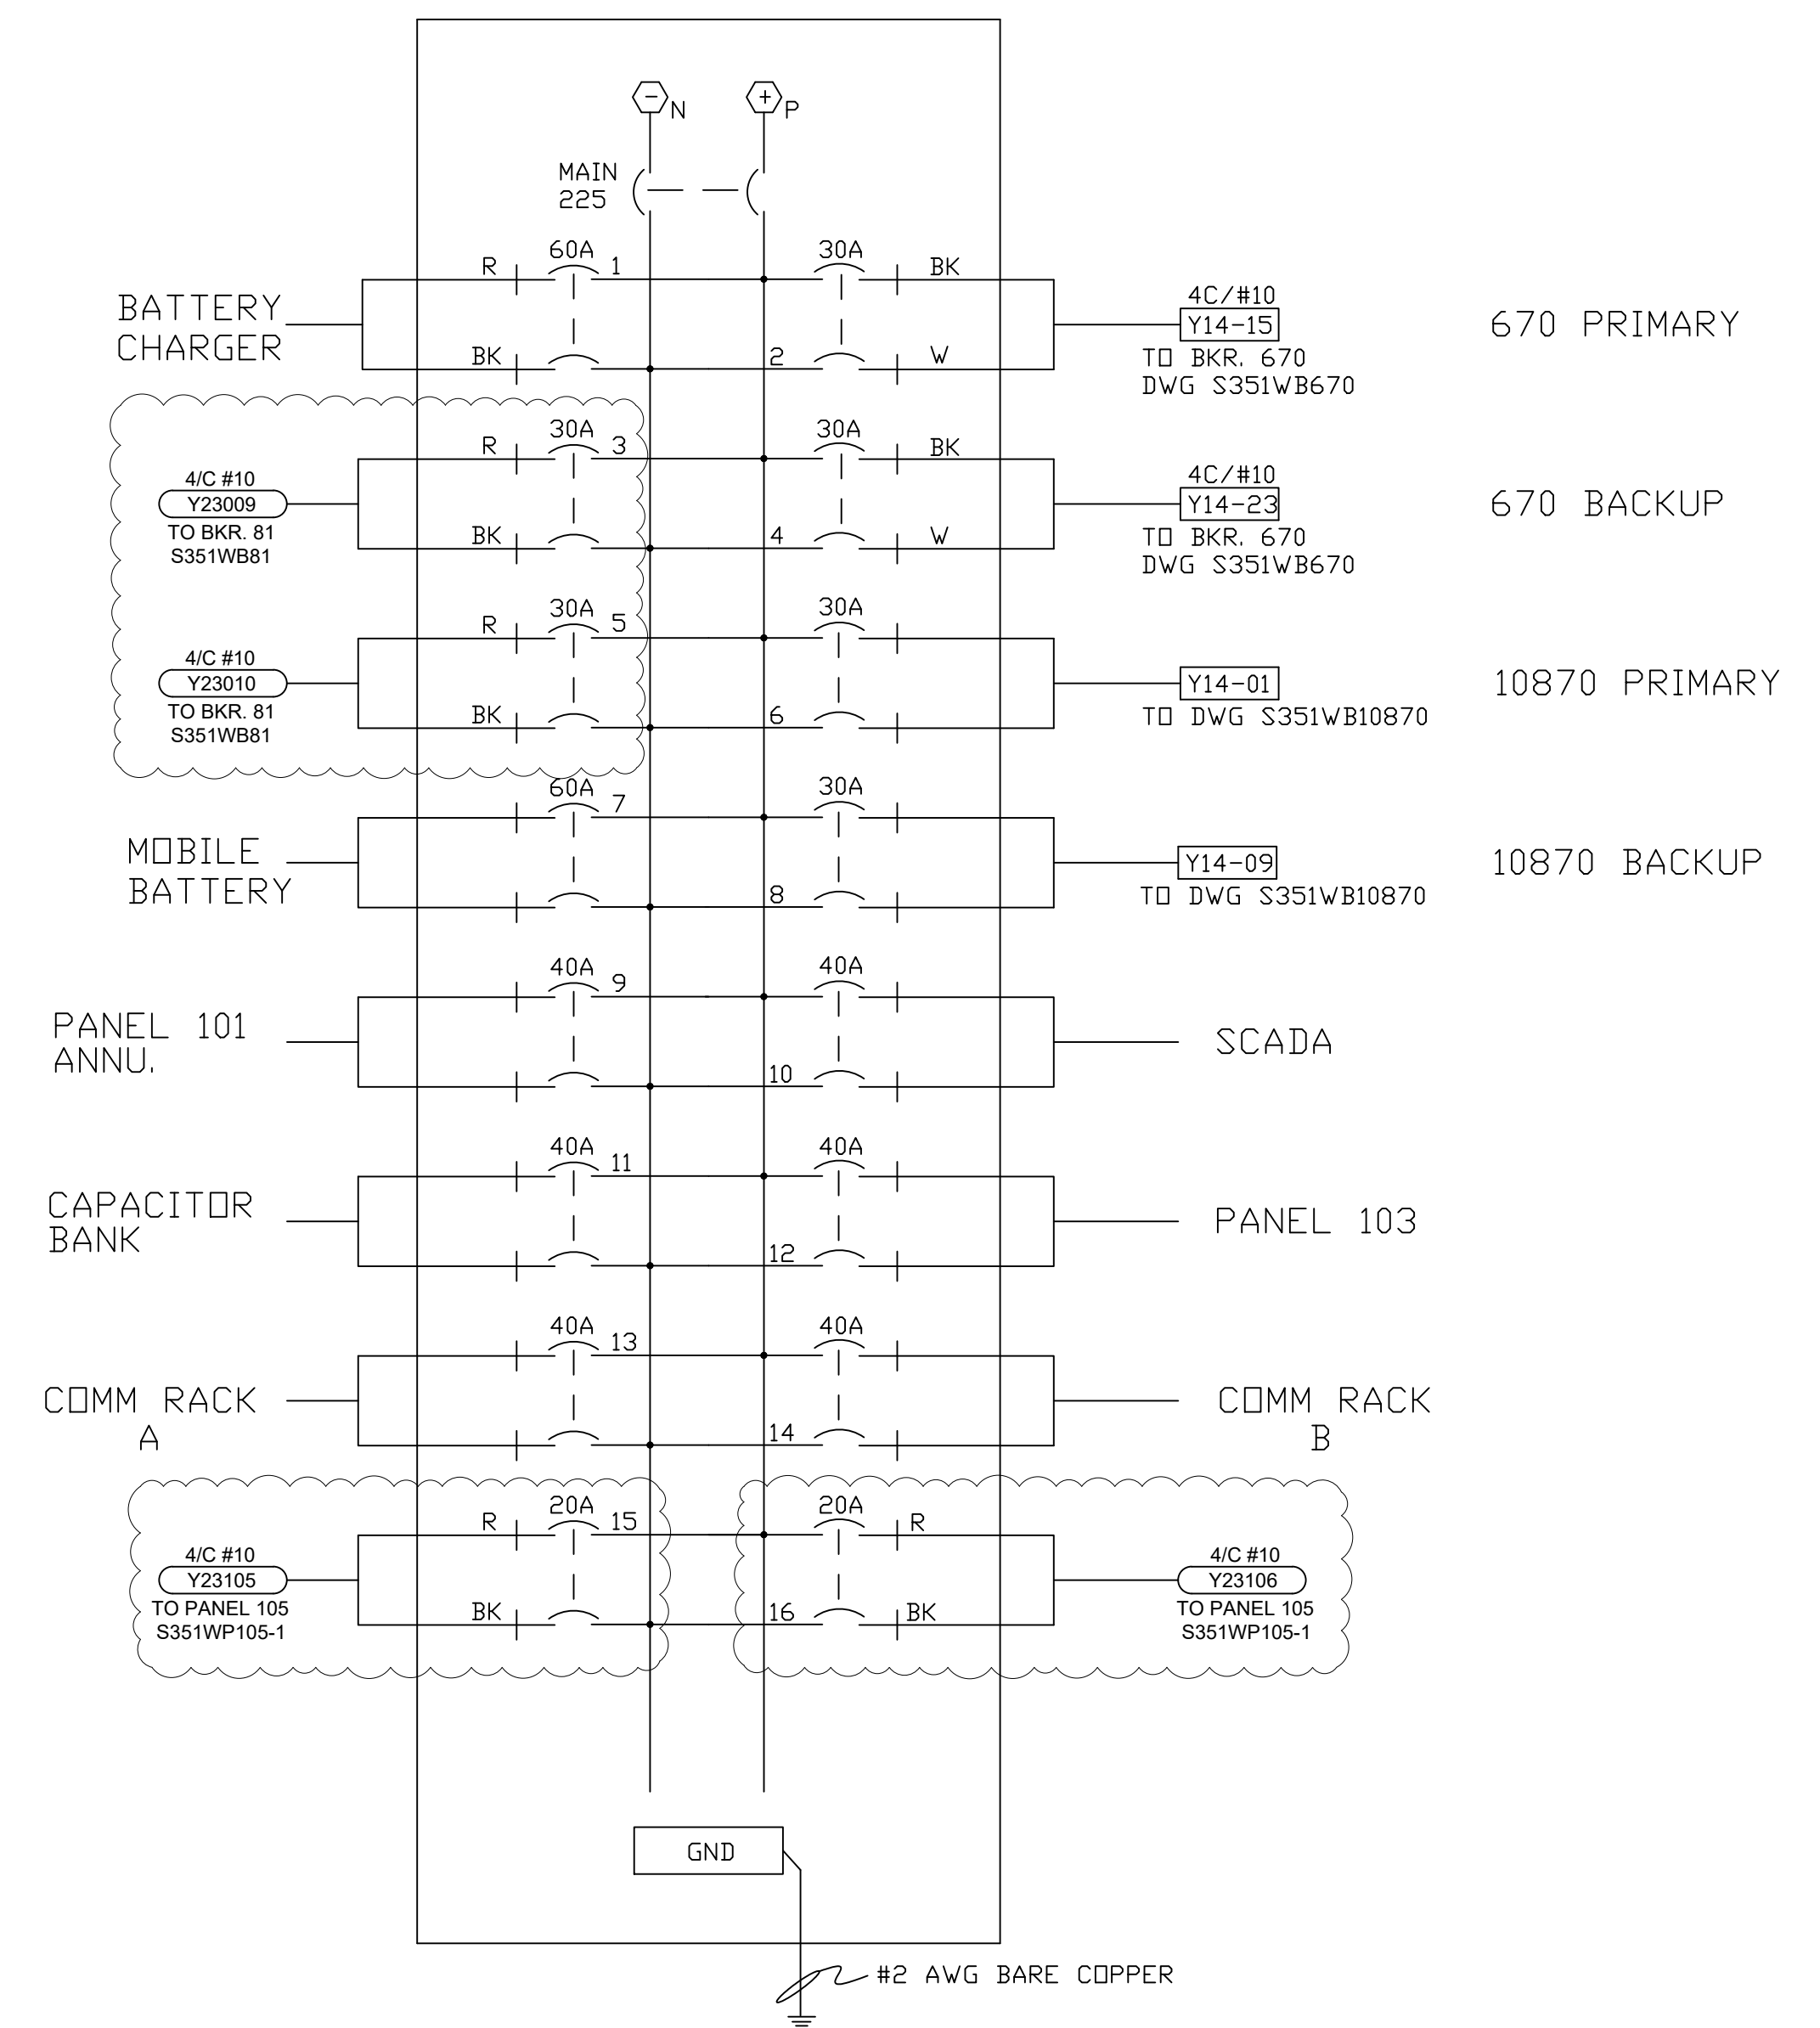 − N + P
MAIN
225
60A 30A
R 1 BK
BATTERY
CHARGER
BK 2 W
4C/#10
Y14-15
TO BKR. 670
DWG S351WB670
670 PRIMARY
30A 30A
R 3 BK
4/C #10
Y23009
TO BKR. 81
S351WB81
BK 4 W
4C/#10
Y14-23
TO BKR. 670
DWG S351WB670
670 BACKUP
30A 30A
R 5
4/C #10
Y23010
TO BKR. 81
S351WB81
BK 6
Y14-01
TO DWG S351WB10870
10870 PRIMARY
60A 30A
7
MOBILE
BATTERY
8
Y14-09
TO DWG S351WB10870
10870 BACKUP
40A 40A
9
PANEL 101
ANNU.
10
SCADA
40A 40A
11
CAPACITOR
BANK
12
PANEL 103
40A 40A
13
COMM RACK
A
14
COMM RACK
B
20A 20A
R 15 R
4/C #10
Y23105
TO PANEL 105
S351WP105-1
BK 16 BK
4/C #10
Y23106
TO PANEL 105
S351WP105-1
GND
#2 AWG BARE COPPER